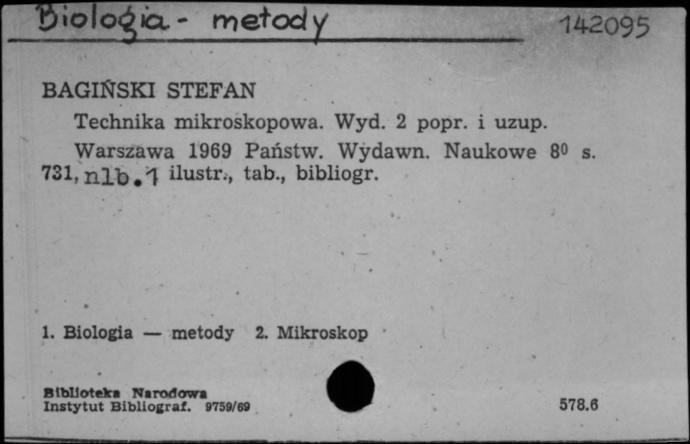 Biologia - metody 142095
BAGIŃSKI STEFAN
Technika mikroskopowa. Wyd. 2 popr. i uzup.
Warszawa 1969 Państw. Wydawn. Naukowe 8⁰ s.
731, nlb. 1 ilustr., tab., bibliogr.
1. Biologia — metody 2. Mikroskop
Biblioteka Narodowa
Instytut Bibliograf. 9759/69 578.6